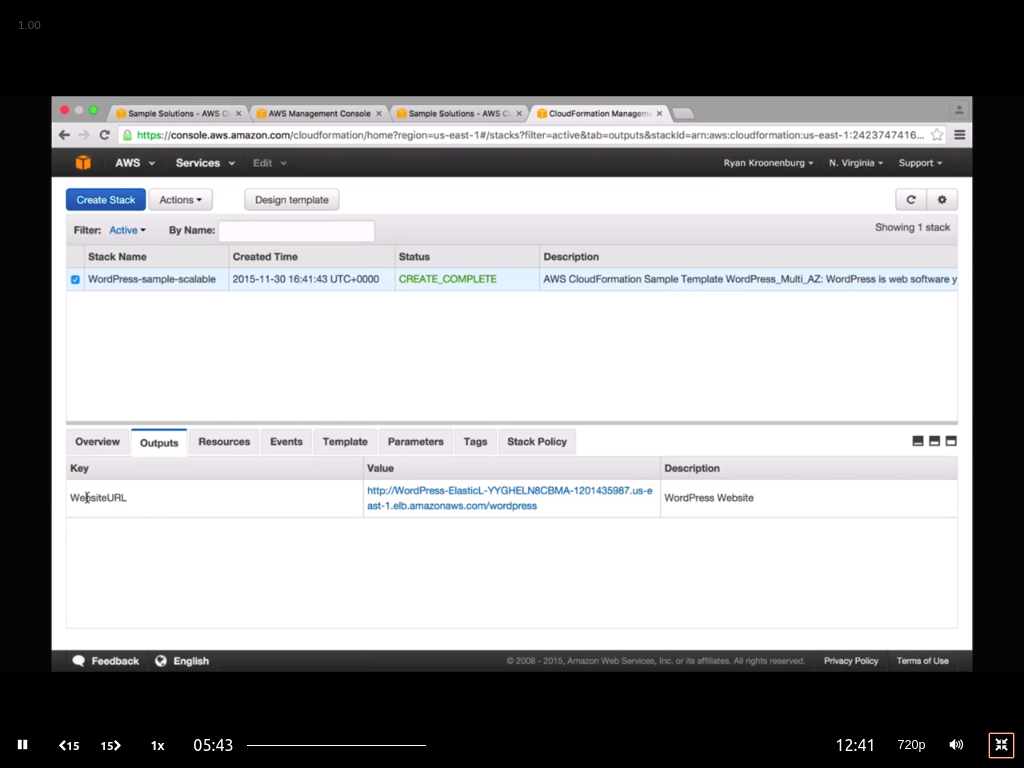 1.00
Sample Solutions - AWS Cl
AWS Management Console
Sample Solutions - AWS Cl
CloudFormation Manageme
https://console.aws.amazon.com/cloudformation/home?region=us-east-1#/stacks?filter=active&tab=outputs&stackId=arn:aws:cloudformation:us-east-1:2423747416...
AWS Services Edit Ryan Kroonenburg N. Virginia Support
Create Stack Actions Design template
Filter: Active By Name: Showing 1 stack
Stack Name Created Time Status Description
WordPress-sample-scalable 2015-11-30 16:41:43 UTC+0000 CREATE_COMPLETE AWS CloudFormation Sample Template WordPress_Multi_AZ: WordPress is web software y
Overview Outputs Resources Events Template Parameters Tags Stack Policy
Key Value Description
WebsiteURL http://WordPress-ElasticL-YYGHELN8CBMA-1201435987.us-e
ast-1.elb.amazonaws.com/wordpress WordPress Website
Feedback English © 2008 - 2015, Amazon Web Services, Inc. or its affiliates. All rights reserved. Privacy Policy Terms of Use
15 15 1x 05:43 12:41 720p